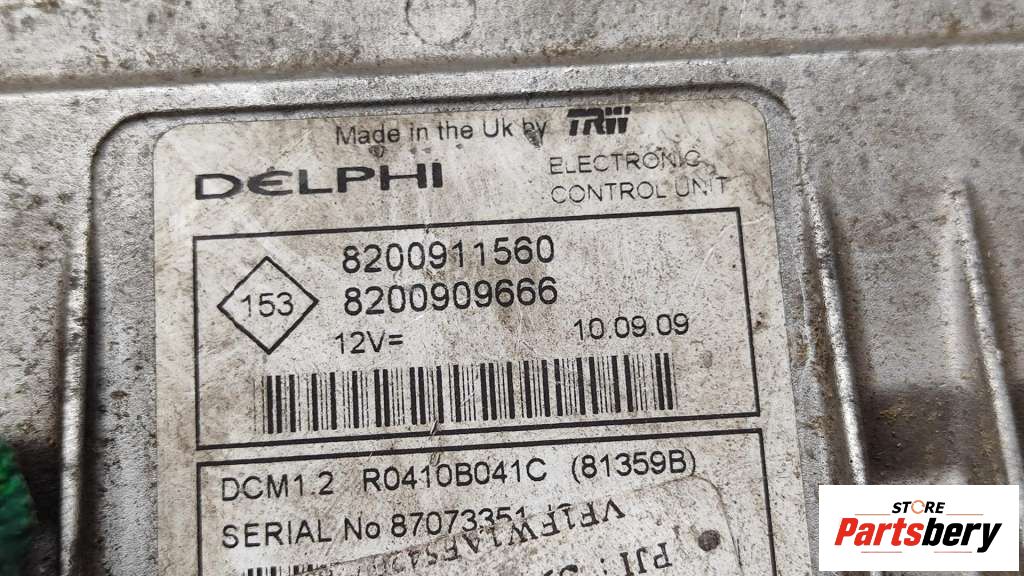 Made in the Uk by TRW
DELPHI
ELECTRONIC
CONTROL UNIT
8200911560
153
8200909666
12V=
10.09.09
DCM1.2 R0410B041C (81359B)
SERIAL No 87073351
PJI :
STORE
Partsbery